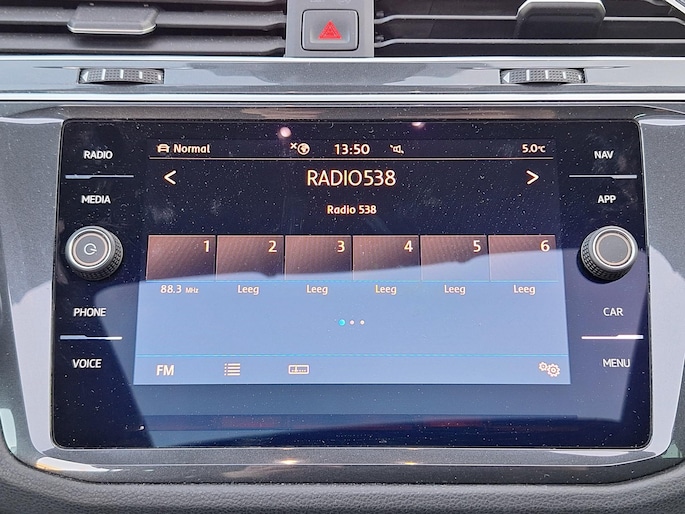 RADIO
MEDIA
PHONE
VOICE
Normal 13:50 5.0°C
< RADIO538 >
Radio 538
1 2 3 4 5 6
88.3 MHz Leeg Leeg Leeg Leeg Leeg
FM
NAV
APP
CAR
MENU